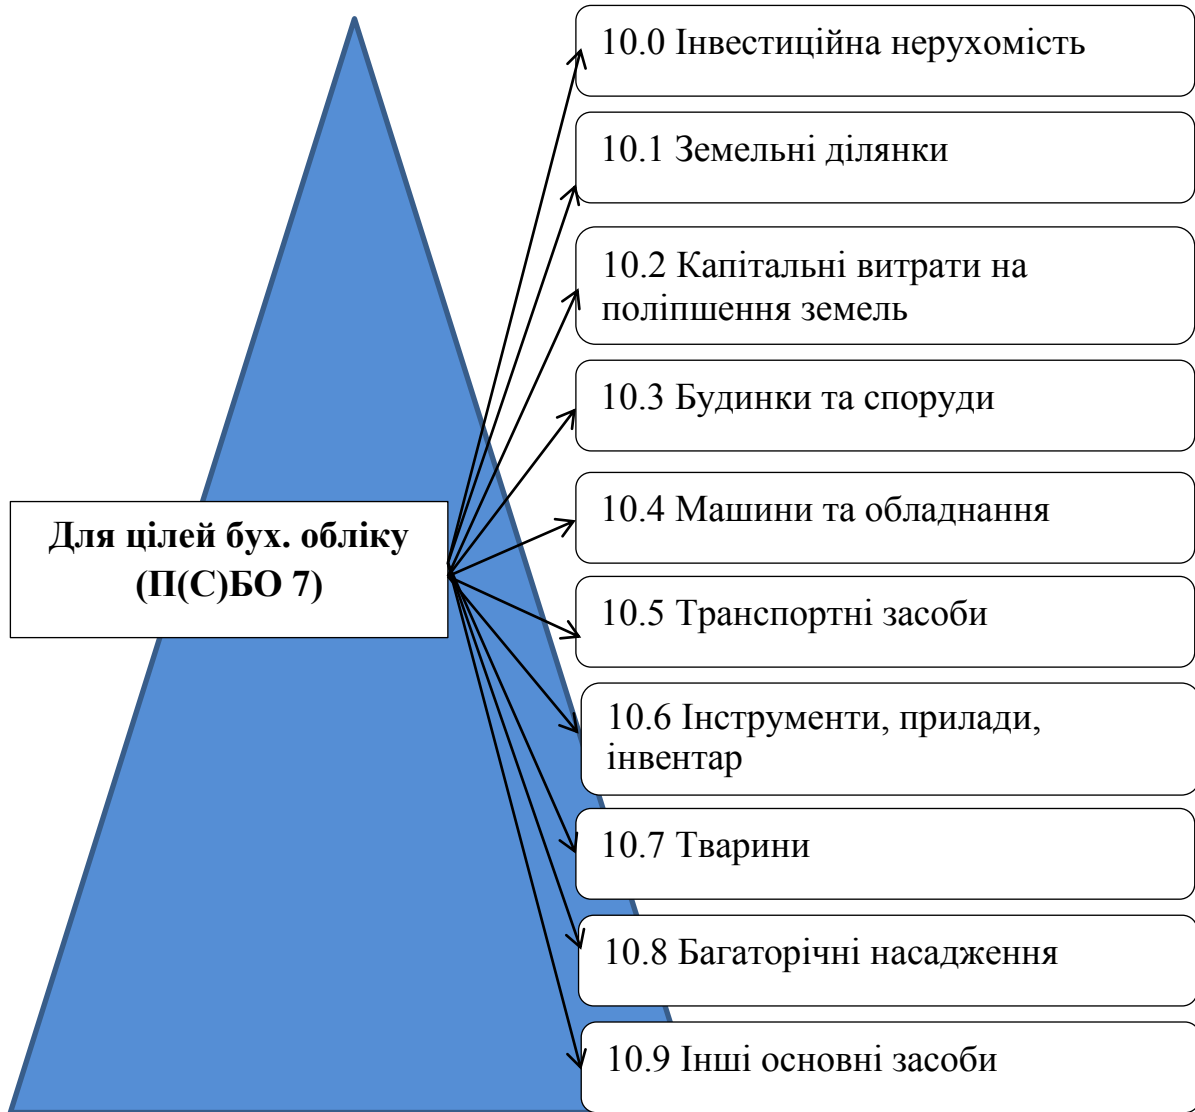 10.0 Інвестиційна нерухомість
10.1 Земельні ділянки
10.2 Капітальні витрати на
поліпшення земель
10.3 Будинки та споруди
Для цілей бух. обліку
(П(С)БО 7)
10.4 Машини та обладнання
10.5 Транспортні засоби
10.6 Інструменти, прилади,
інвентар
10.7 Тварини
10.8 Багаторічні насадження
10.9 Інші основні засоби